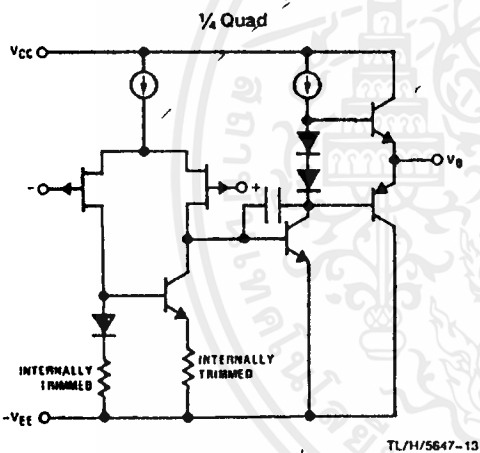 ¼ Quad
VCC
-
+
VO
INTERNALLY
TRIMMED
INTERNALLY
TRIMMED
-VEE
TL/H/5647-13